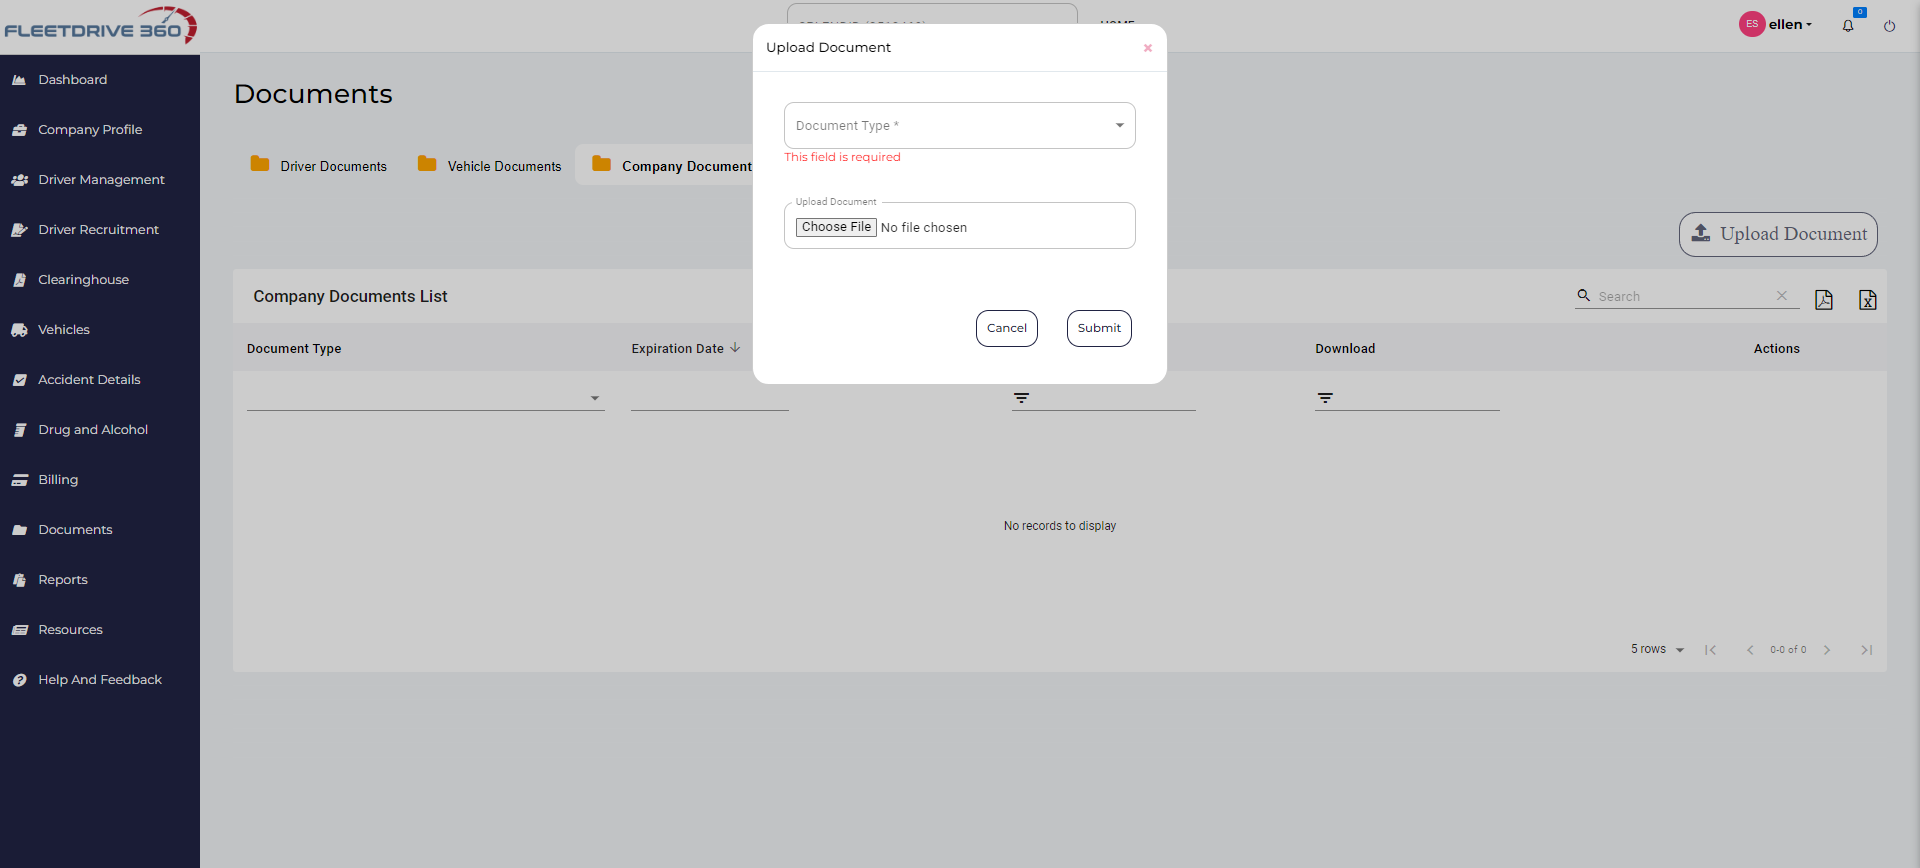 FLEETDRIVE 360
ES
ellen
0
Dashboard
Company Profile
Driver Management
Driver Recruitment
Clearinghouse
Vehicles
Accident Details
Drug and Alcohol
Billing
Documents
Reports
Resources
Help And Feedback
Documents
Driver Documents
Vehicle Documents
Company Document
Upload Document
Company Documents List
Search
Document Type
Expiration Date
Download
Actions
No records to display
5 rows
0-0 of 0
Upload Document
Document Type *
This field is required
Upload Document
Choose File
No file chosen
Cancel
Submit